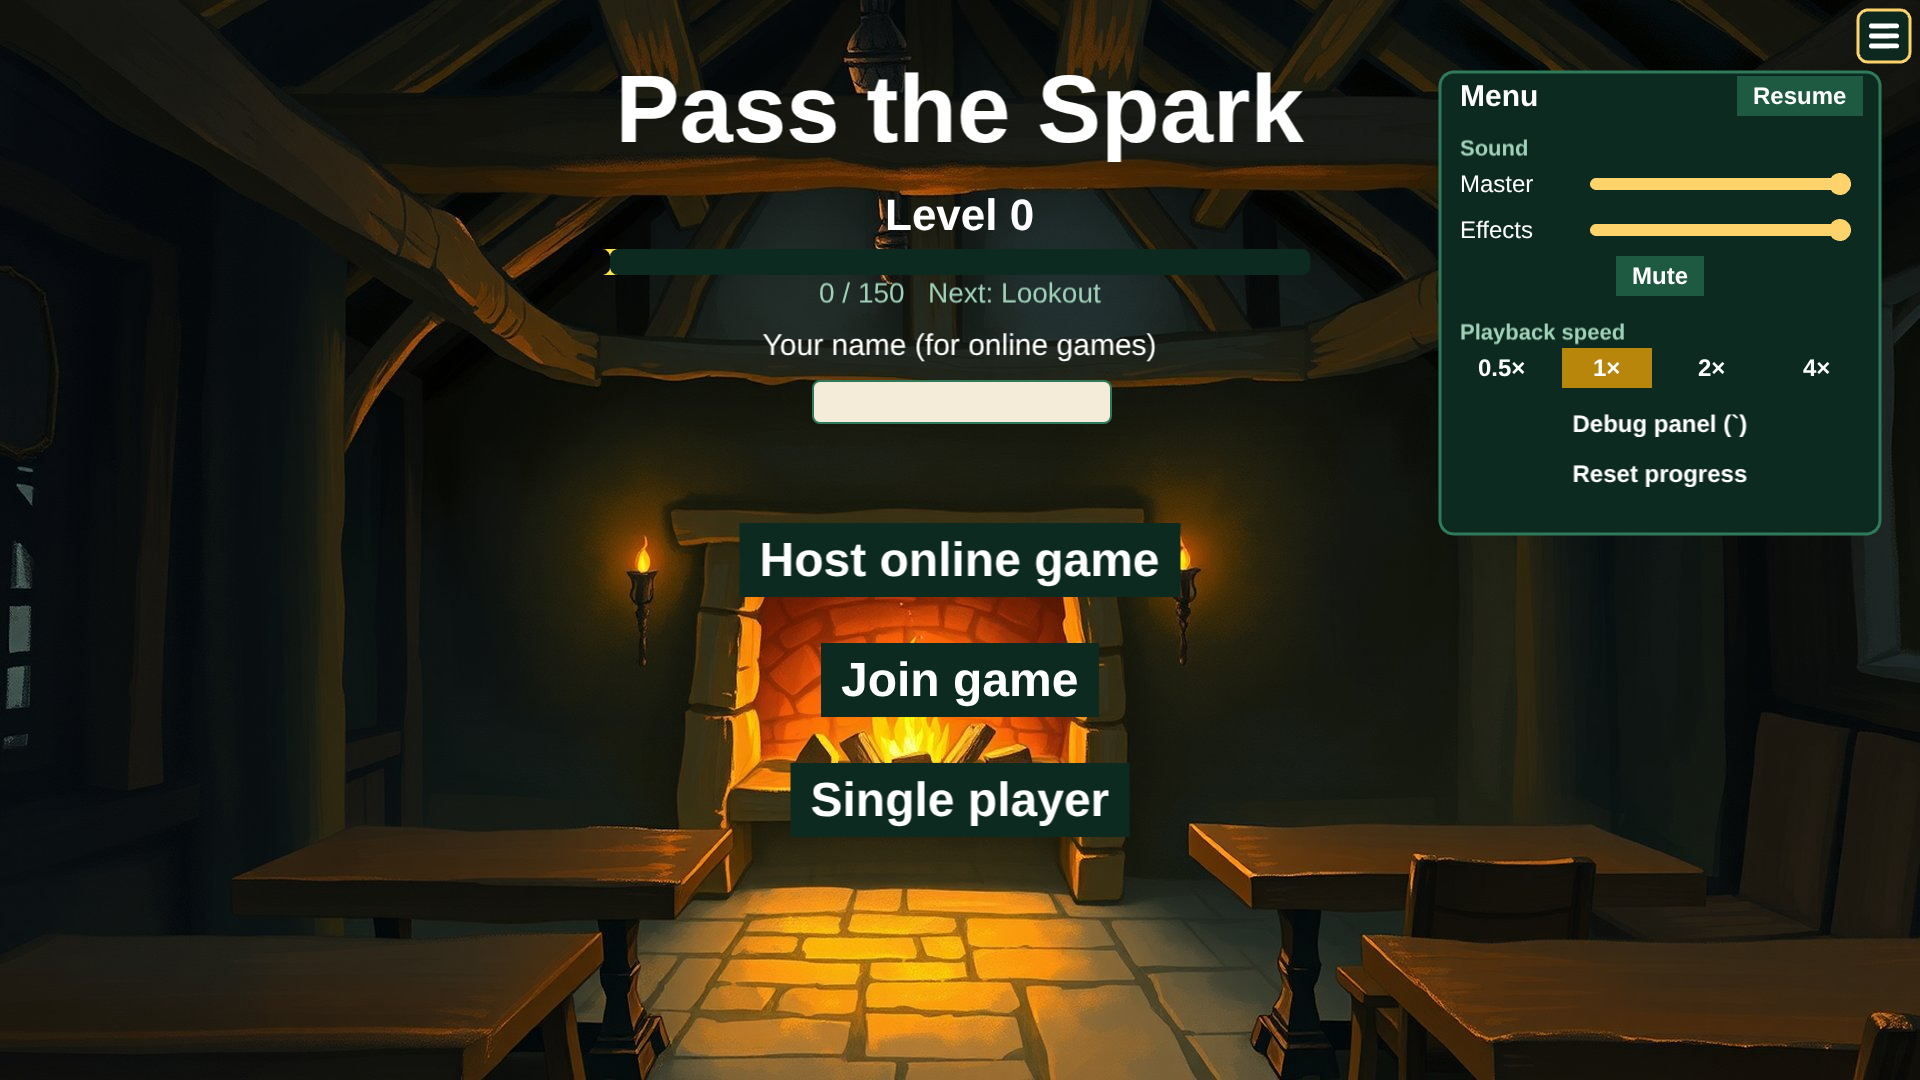 Pass the Spark
Level 0
0 / 150 Next: Lookout
Your name (for online games)
Host online game
Join game
Single player
Menu
Resume
Sound
Master
Effects
Mute
Playback speed
0.5× 1× 2× 4×
Debug panel (`)
Reset progress